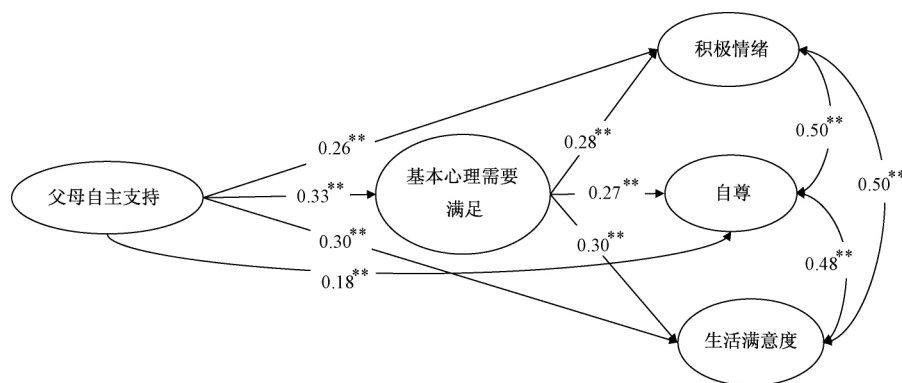 积极情绪
0.50**
0.26**
0.28**
父母自主支持
0.33**
基本心理需要
满足
0.27**
自尊
0.50**
0.30**
0.30**
0.18**
0.48**
生活满意度